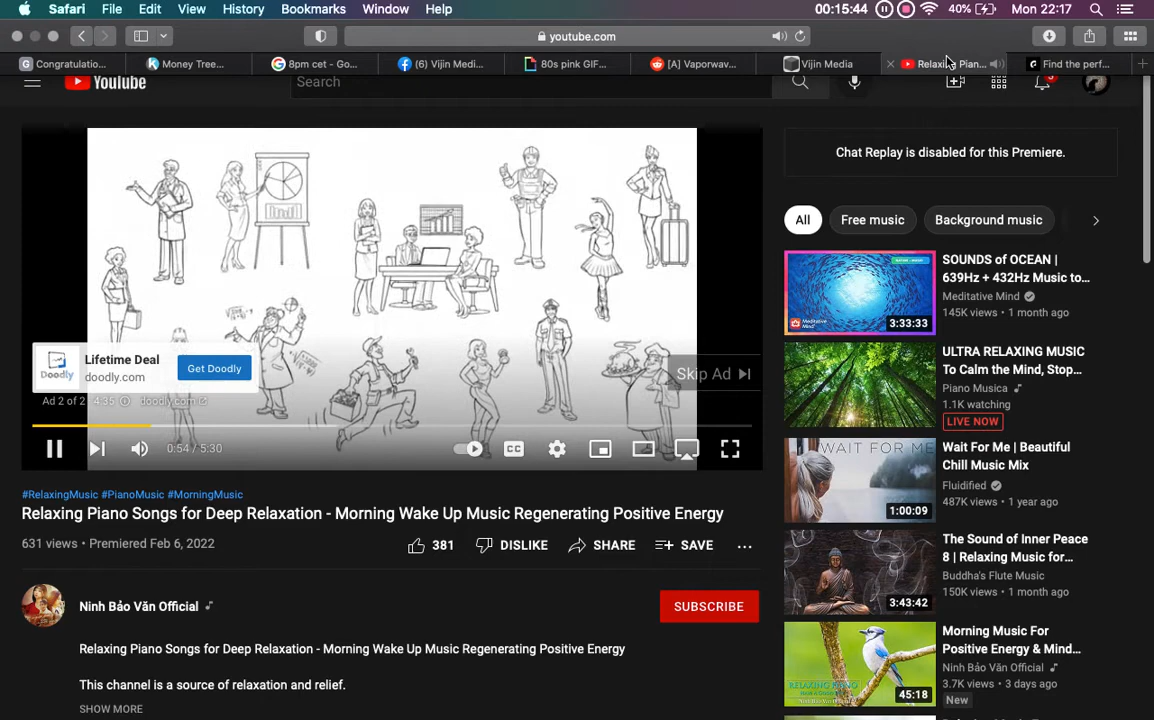 Safari File Edit View History Bookmarks Window Help 00:15:44 40% Mon 22:17
youtube.com
Congratulatio... Money Tree... 8pm cet - Go... (6) Vijin Medi... 80s pink GIF... [A] Vaporwav... Vijin Media Relaxing Pian... Find the perf...
YouTube
Search
Chat Replay is disabled for this Premiere.
All Free music Background music
Lifetime Deal
doodly.com
Get Doodly
Doodly
Skip Ad
Ad 2 of 2 · 4:35 doodly.com
0:54 / 5:30
CC
#RelaxingMusic #PianoMusic #MorningMusic
Relaxing Piano Songs for Deep Relaxation - Morning Wake Up Music Regenerating Positive Energy
631 views • Premiered Feb 6, 2022
381 DISLIKE SHARE SAVE
Ninh Bảo Văn Official
SUBSCRIBE
Relaxing Piano Songs for Deep Relaxation - Morning Wake Up Music Regenerating Positive Energy
This channel is a source of relaxation and relief.
SHOW MORE
SOUNDS of OCEAN |
639Hz + 432Hz Music to...
Meditative Mind
145K views • 1 month ago
Meditative Mind
3:33:33
ULTRA RELAXING MUSIC
To Calm the Mind, Stop...
Piano Musica
1.1K watching
LIVE NOW
WAIT FOR ME
1:00:09
Wait For Me | Beautiful
Chill Music Mix
Fluidified
487K views • 1 year ago
The Sound of Inner Peace
8 | Relaxing Music for...
Buddha's Flute Music
150K views • 1 month ago
3:43:42
Morning Music For
Positive Energy & Mind...
Ninh Bảo Văn Official
3.7K views • 3 days ago
New
RELAXING PIANO
45:18